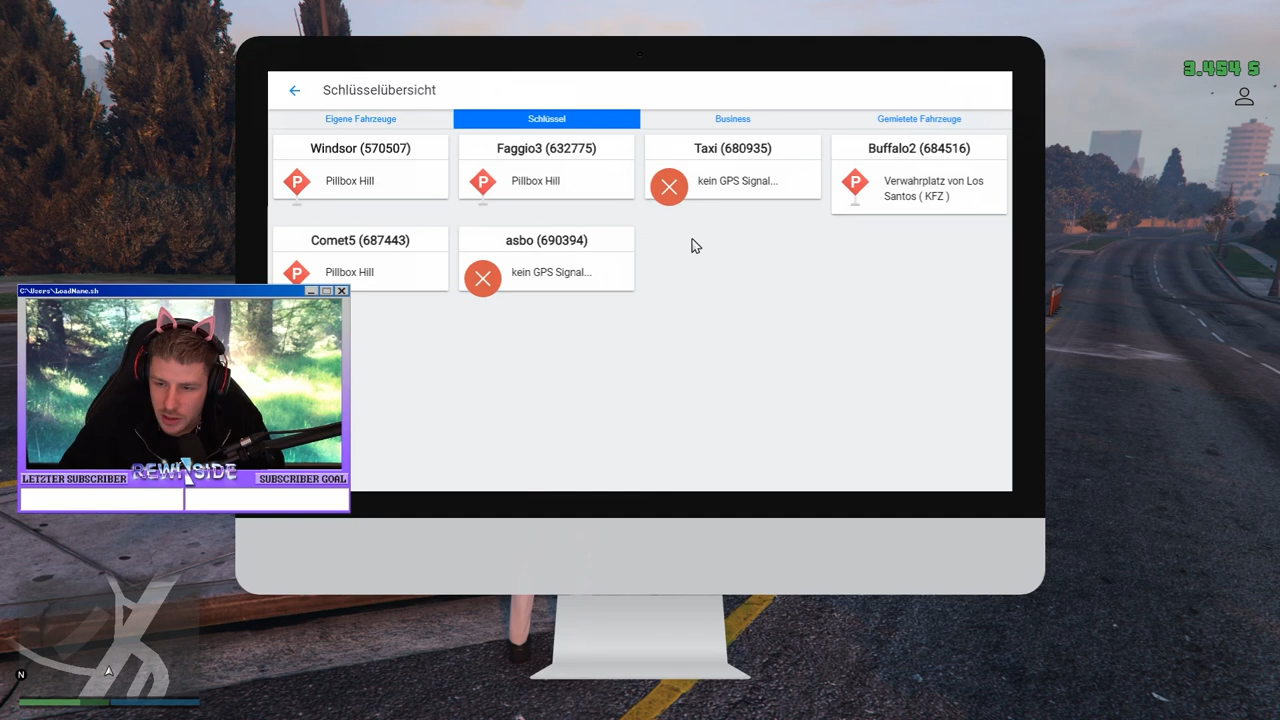 3.454 $
Schlüsselübersicht
Eigene Fahrzeuge
Schlüssel
Business
Gemietete Fahrzeuge
Windsor (570507)
P
Pillbox Hill
Faggio3 (632775)
P
Pillbox Hill
Taxi (680935)
kein GPS Signal...
Buffalo2 (684516)
P
Verwahrplatz von Los
Santos ( KFZ )
Comet5 (687443)
P
Pillbox Hill
asbo (690394)
kein GPS Signal...
C:\Users\LoadName.sh
REWINSIDE
LETZTER SUBSCRIBER
SUBSCRIBER GOAL
N